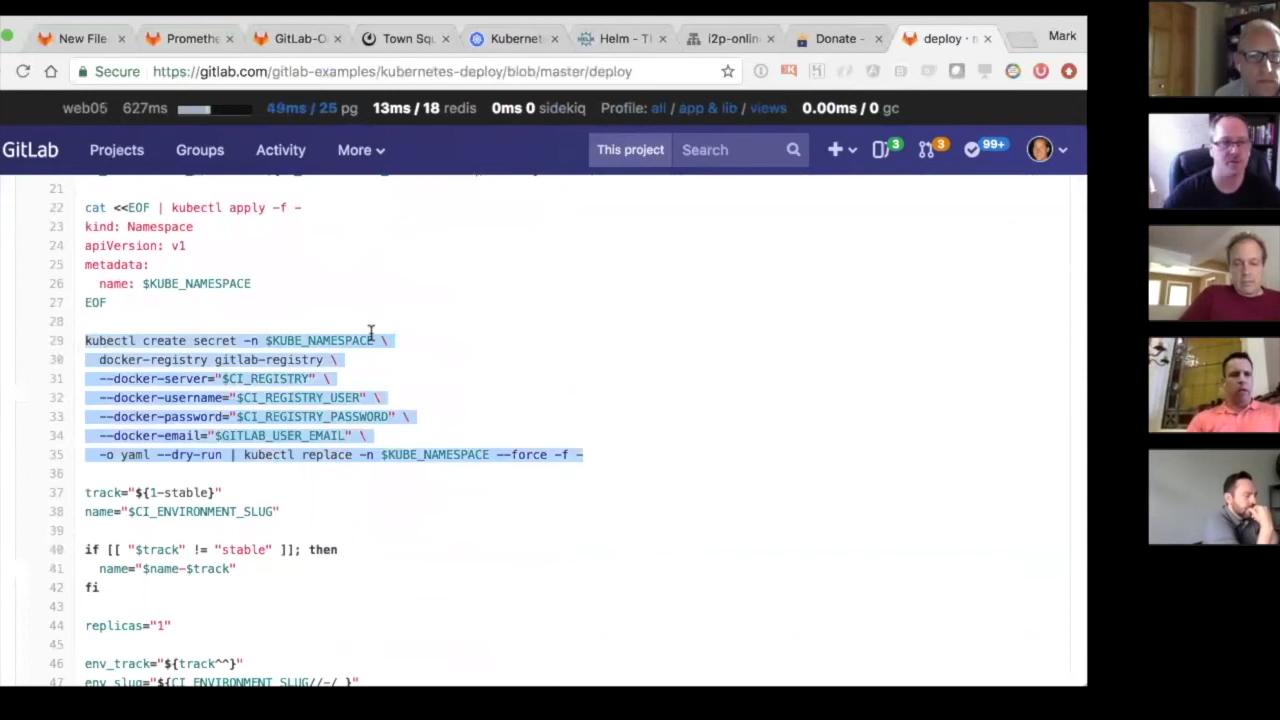 New File
Promethe
GitLab-O
Town Squ
Kubernet
Helm - T
i2p-onlin
Donate -
deploy ·
Mark
Secure
https://gitlab.com/gitlab-examples/kubernetes-deploy/blob/master/deploy
web05 627ms 49ms / 25 pg 13ms / 18 redis 0ms 0 sidekiq Profile: all / app & lib / views 0.00ms / 0 gc
GitLab Projects Groups Activity More This project Search 3 3 99+
21
22 cat <<EOF | kubectl apply -f -
23 kind: Namespace
24 apiVersion: v1
25 metadata:
26 name: $KUBE_NAMESPACE
27 EOF
28
29 kubectl create secret -n $KUBE_NAMESPACE \
30 docker-registry gitlab-registry \
31 --docker-server="$CI_REGISTRY" \
32 --docker-username="$CI_REGISTRY_USER" \
33 --docker-password="$CI_REGISTRY_PASSWORD" \
34 --docker-email="$GITLAB_USER_EMAIL" \
35 -o yaml --dry-run | kubectl replace -n $KUBE_NAMESPACE --force -f -
36
37 track="${1-stable}"
38 name="$CI_ENVIRONMENT_SLUG"
39
40 if [[ "$track" != "stable" ]]; then
41 name="$name-$track"
42 fi
43
44 replicas="1"
45
46 env_track="${track^^}"
47 env_slug="${CI_ENVIRONMENT_SLUG//-/_}"